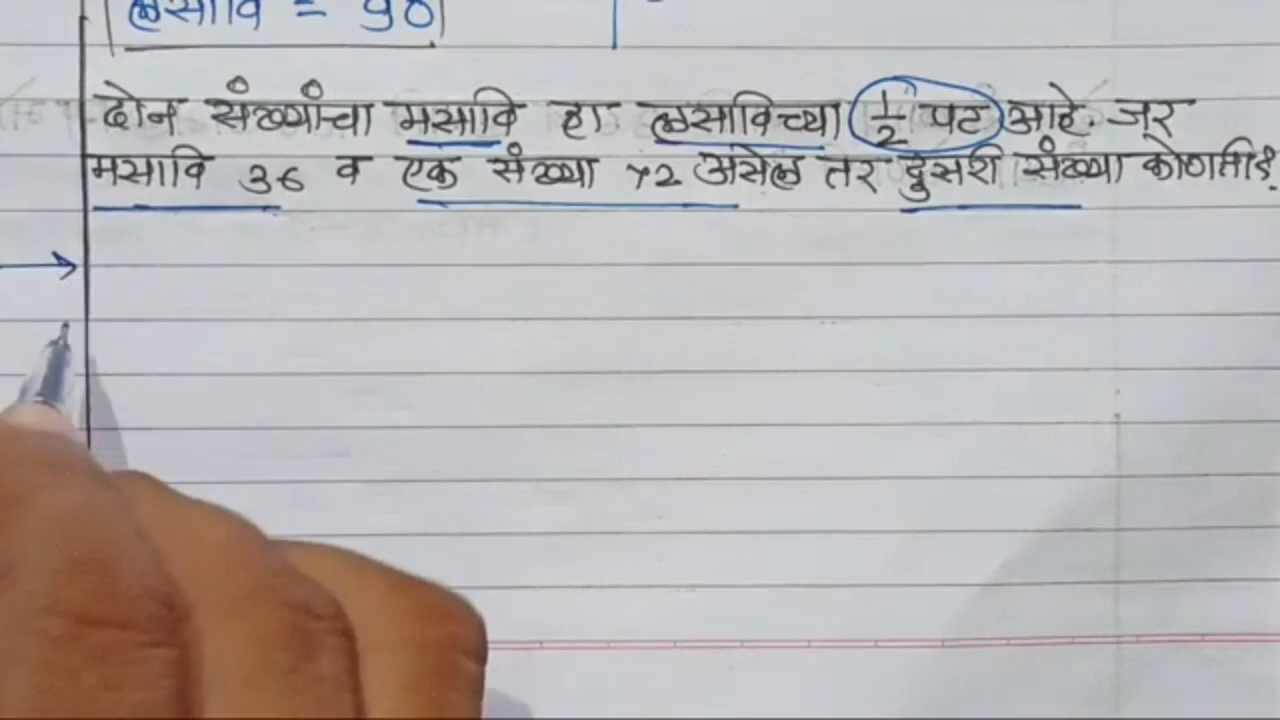 लसावि = 90
दोन संख्यांचा मसावि हा लसाविच्या 1/2 पट आहे. जर
मसावि 36 व एक संख्या 72 असेल तर दुसरी संख्या कोणती?